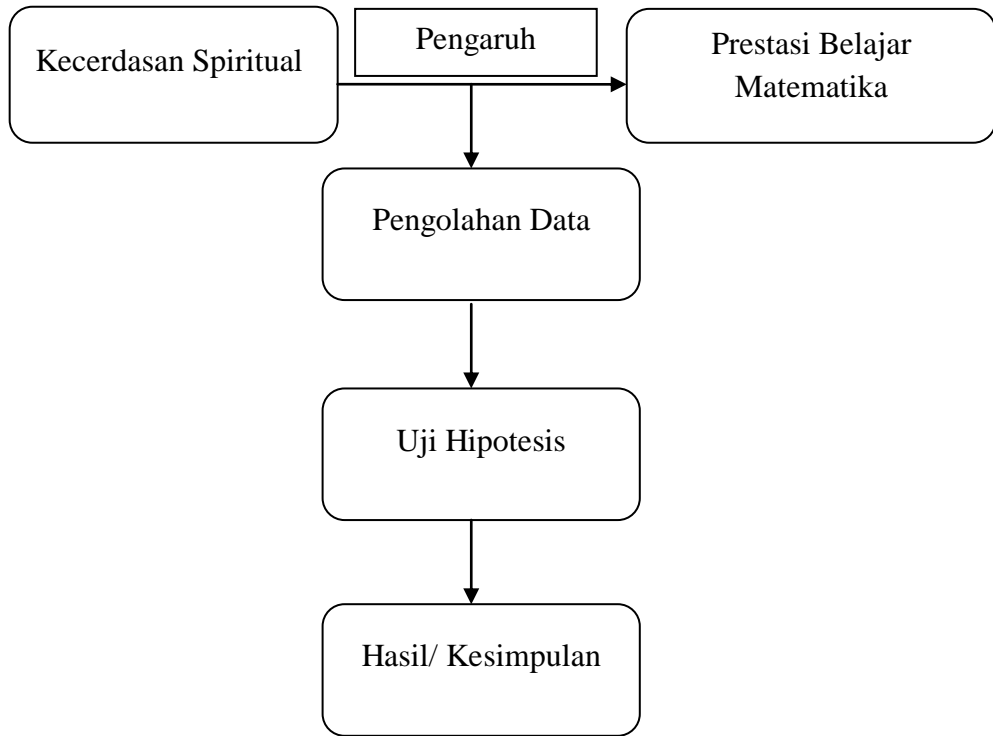 Kecerdasan Spiritual
Pengaruh
Prestasi Belajar
Matematika
Pengolahan Data
Uji Hipotesis
Hasil/ Kesimpulan